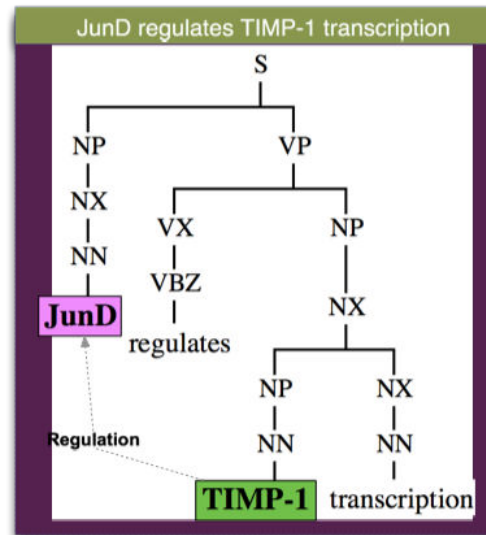 JunD regulates TIMP-1 transcription
S
NP VP
NX VX NP
NN VBZ
JunD regulates NX
NP NX
Regulation NN NN
TIMP-1 transcription